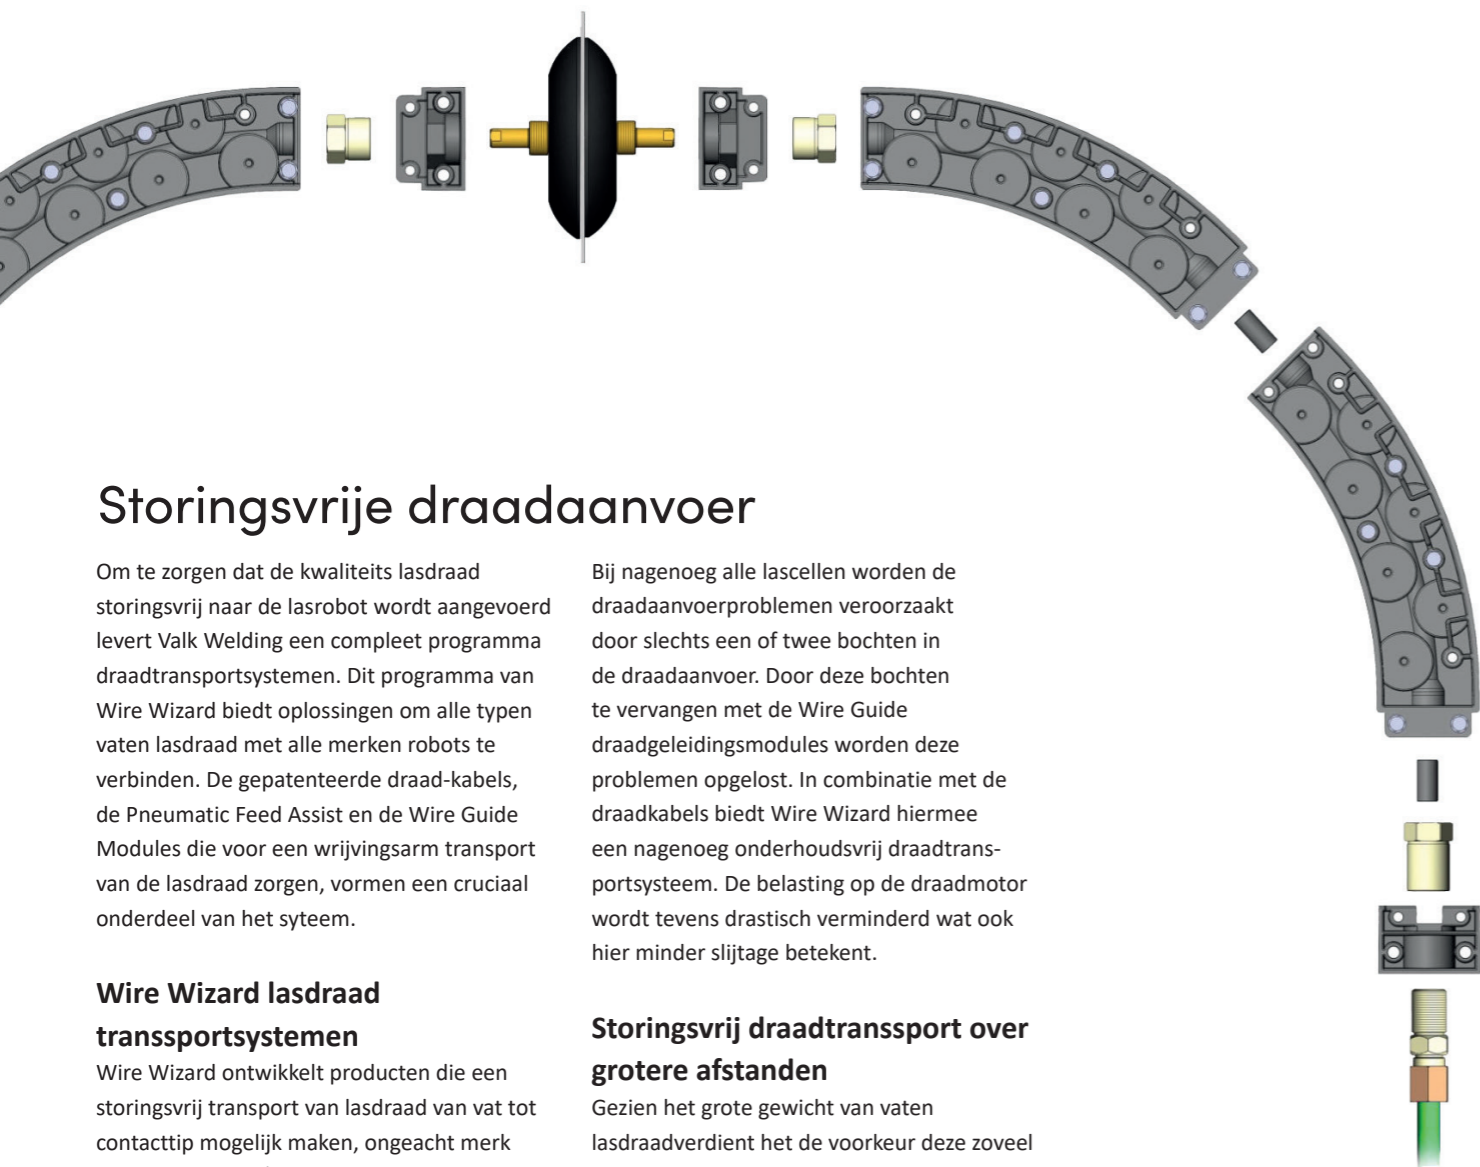 Storingsvrije draadaanvoer
Om te zorgen dat de kwaliteits lasdraad
storingsvrij naar de lasrobot wordt aangevoerd
levert Valk Welding een compleet programma
draadtransportsystemen. Dit programma van
Wire Wizard biedt oplossingen om alle typen
vaten lasdraad met alle merken robots te
verbinden. De gepatenteerde draad-kabels,
de Pneumatic Feed Assist en de Wire Guide
Modules die voor een wrijvingsarm transport
van de lasdraad zorgen, vormen een cruciaal
onderdeel van het syteem.
Wire Wizard lasdraad
transsportsystemen
Wire Wizard ontwikkelt producten die een
storingsvrij transport van lasdraad van vat tot
contacttip mogelijk maken, ongeacht merk
Bij nagenoeg alle lascellen worden de
draadaanvoerproblemen veroorzaakt
door slechts een of twee bochten in
de draadaanvoer. Door deze bochten
te vervangen met de Wire Guide
draadgeleidingsmodules worden deze
problemen opgelost. In combinatie met de
draadkabels biedt Wire Wizard hiermee
een nagenoeg onderhoudsvrij draadtrans-
portsysteem. De belasting op de draadmotor
wordt tevens drastisch verminderd wat ook
hier minder slijtage betekent.
Storingsvrij draadtranssport over
grotere afstanden
Gezien het grote gewicht van vaten
lasdraadverdient het de voorkeur deze zoveel